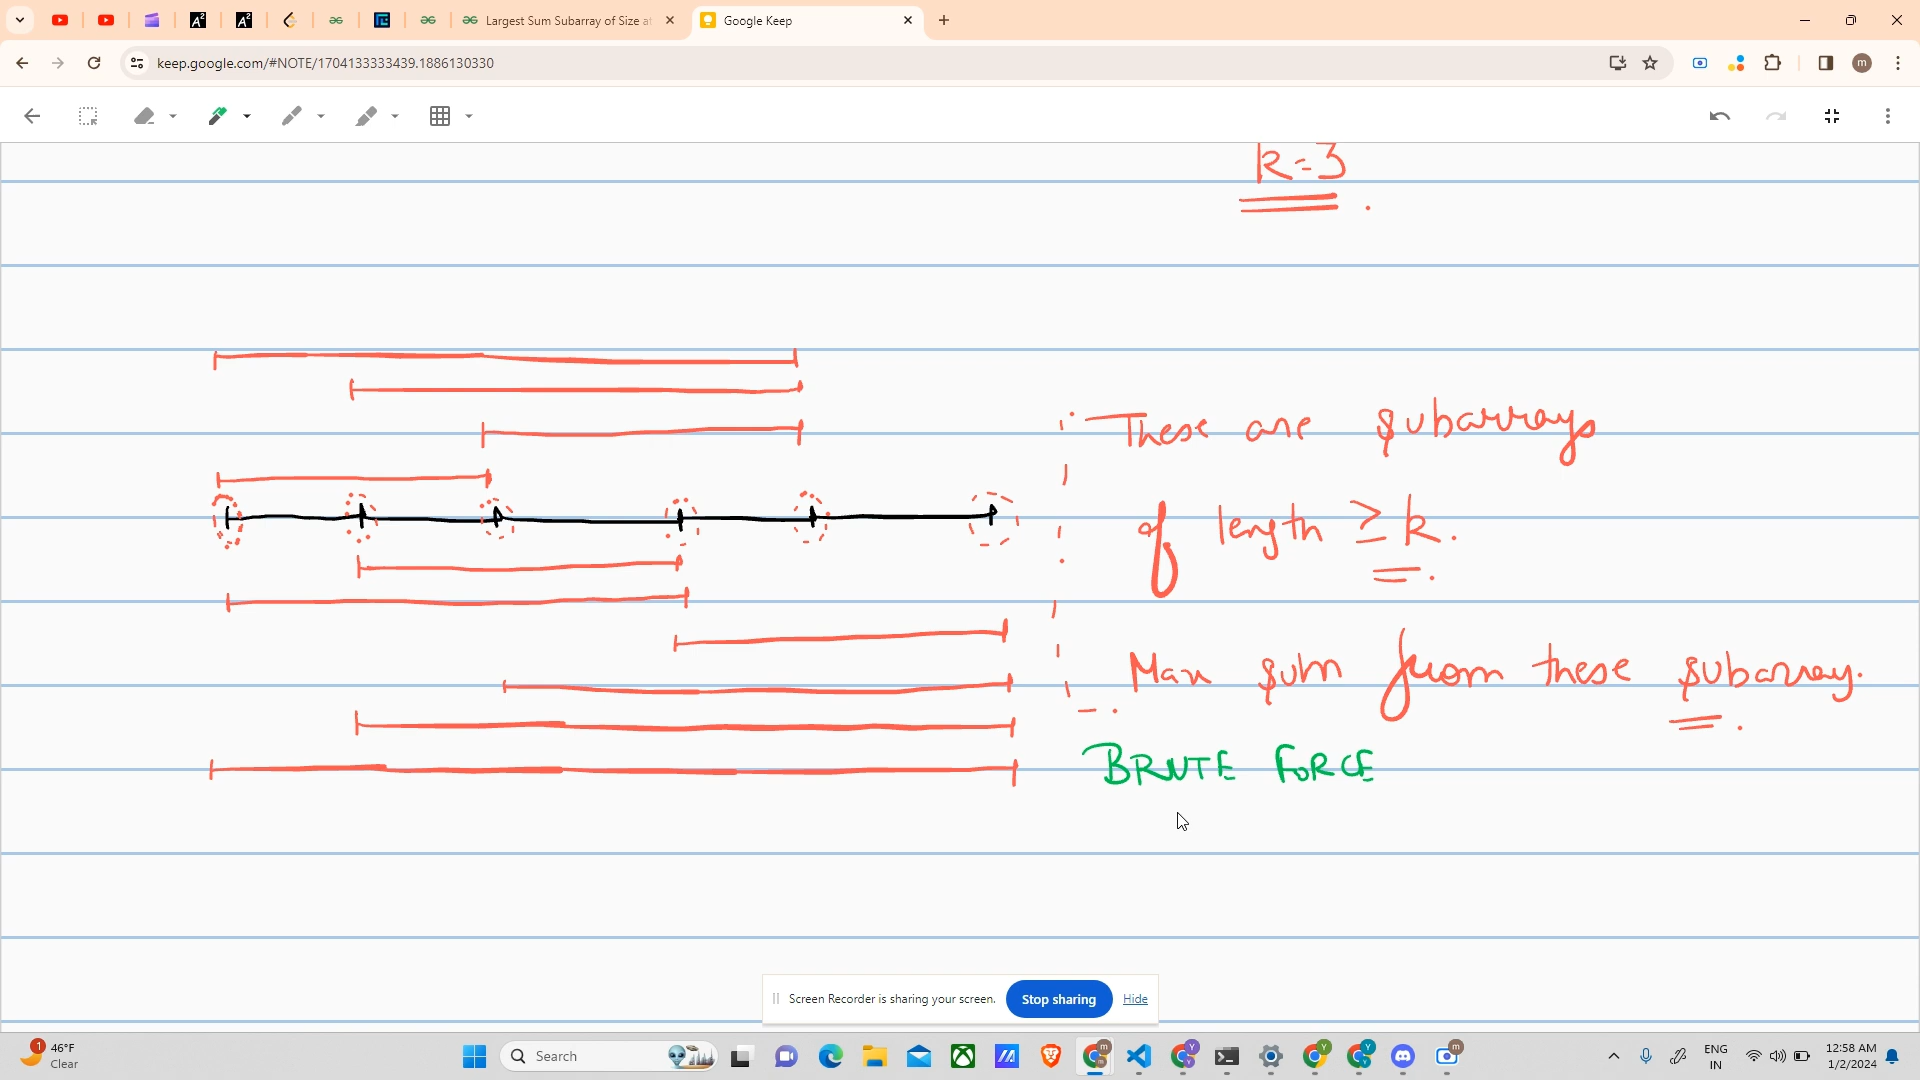 Largest Sum Subarray of Size at
Google Keep
keep.google.com/#NOTE/1704133333439.1886130330
m
k=3
These are subarrays
of length ≥ k.
Max sum from these subarray.
BRUTE FORCE
Screen Recorder is sharing your screen.
Stop sharing
Hide
1
46°F
Clear
Search
ENG
IN
12:58 AM
1/2/2024